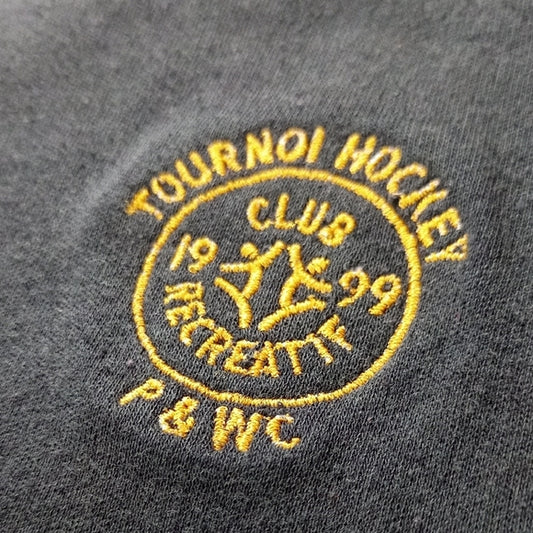 TOURNOI HOCKEY
CLUB
19 99
RECREATIF
P & WC